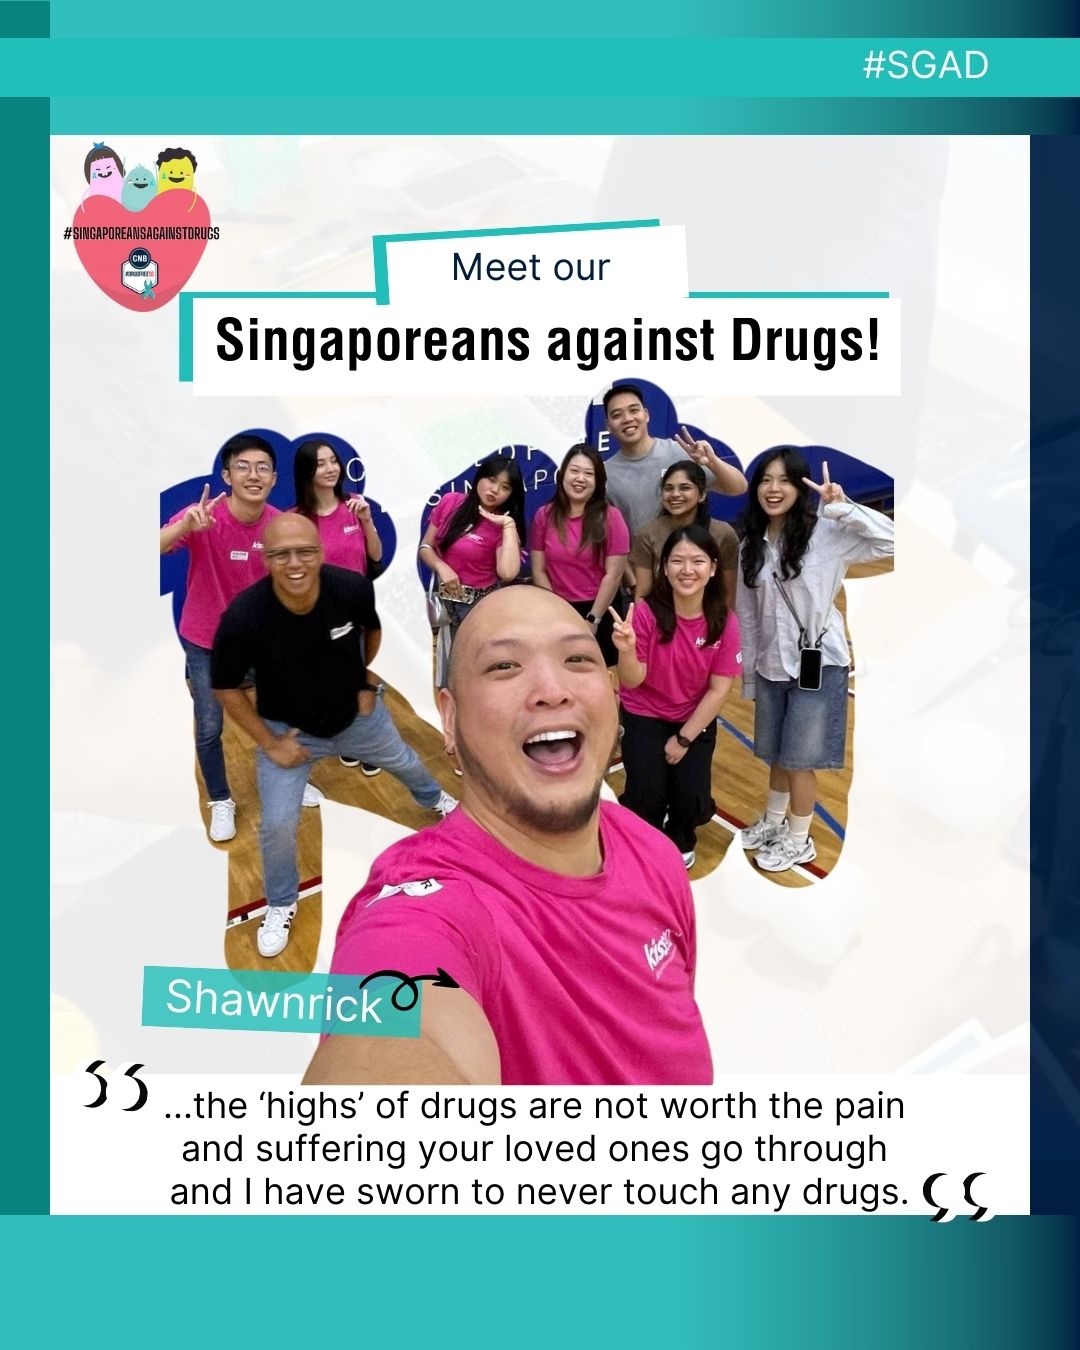 #SGAD
#SINGAPOREANSAGAINSTDRUGS
CNB
#DRUGFREESG
Meet our
Singaporeans against Drugs!
Shawnrick
...the ‘highs’ of drugs are not worth the pain
and suffering your loved ones go through
and I have sworn to never touch any drugs.